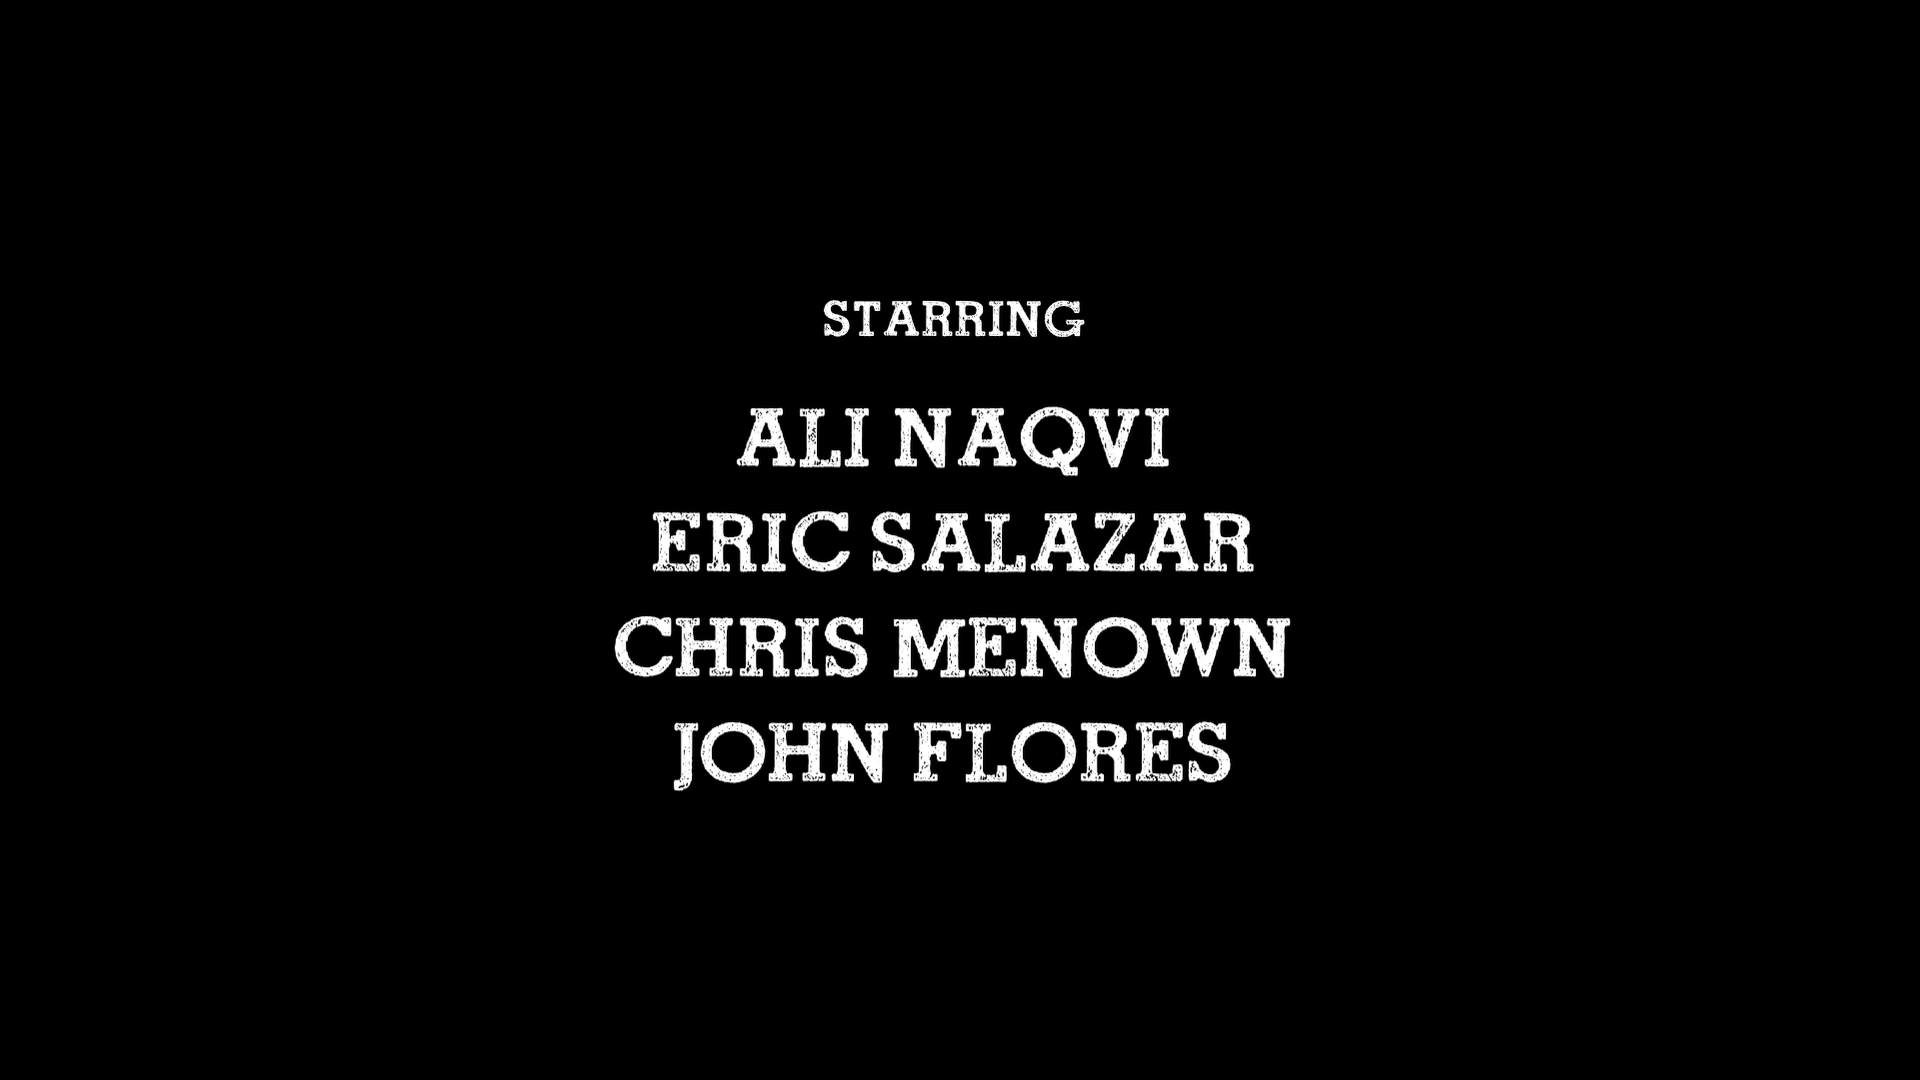 STARRING
ALI NAQVI
ERIC SALAZAR
CHRIS MENOWN
JOHN FLORES